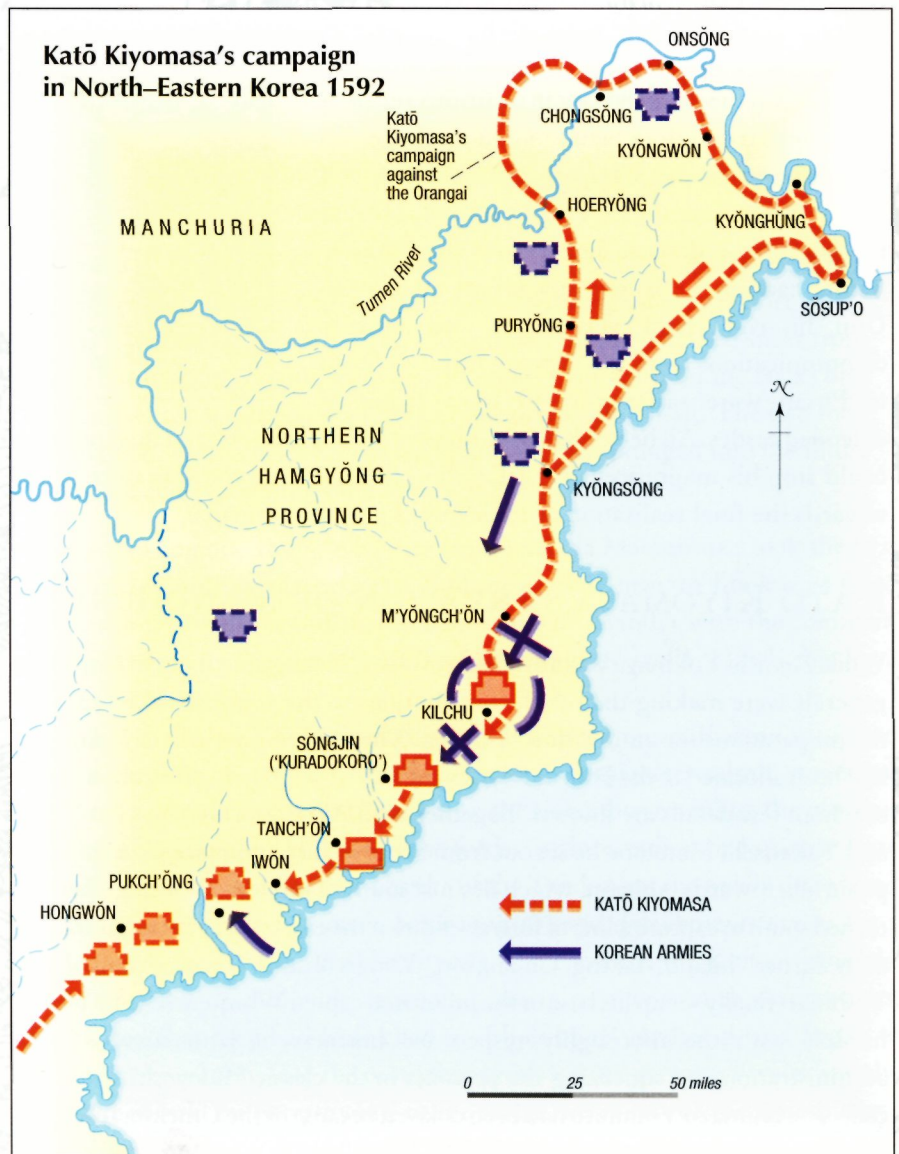 Katō Kiyomasa's campaign
in North–Eastern Korea 1592
ONSŎNG
CHONGSŎNG
Katō
Kiyomasa's
campaign
against
the Orangai
KYŎNGWŎN
HOERYŎNG
KYŎNGHŬNG
MANCHURIA
Tumen River
SŎSUP'O
PURYŎNG
N
NORTHERN
HAMGYŎNG
PROVINCE
KYŎNGSŎNG
M'YŎNGCH'ŎN
KILCHU
SŎNGJIN
('KURADOKORO')
TANCH'ŎN
IWŎN
PUKCH'ŎNG
HONGWŎN
KATŌ KIYOMASA
KOREAN ARMIES
0 25 50 miles